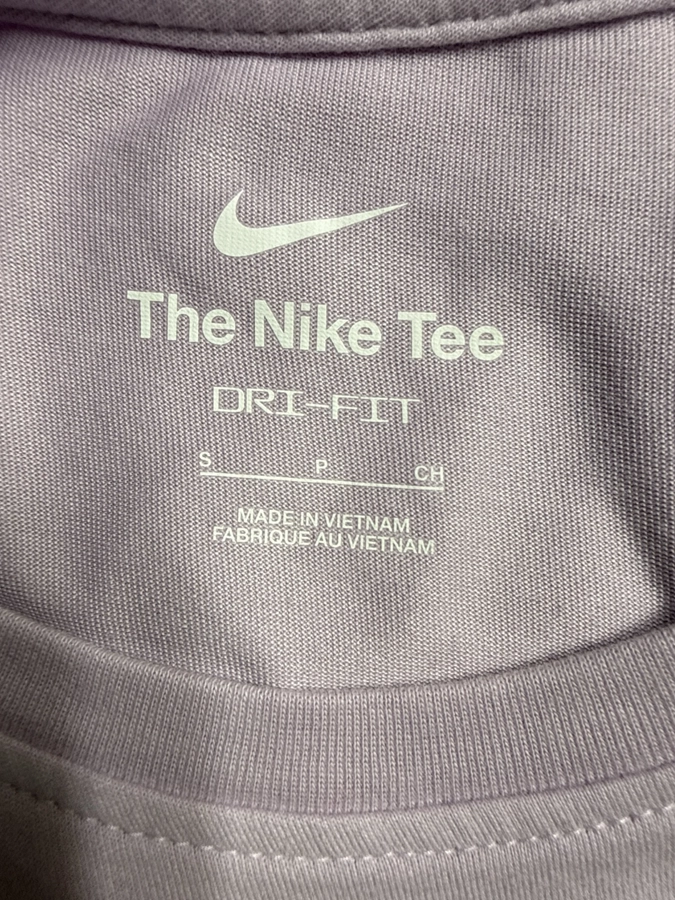 The Nike Tee
DRI-FIT
S P CH
MADE IN VIETNAM
FABRIQUE AU VIETNAM